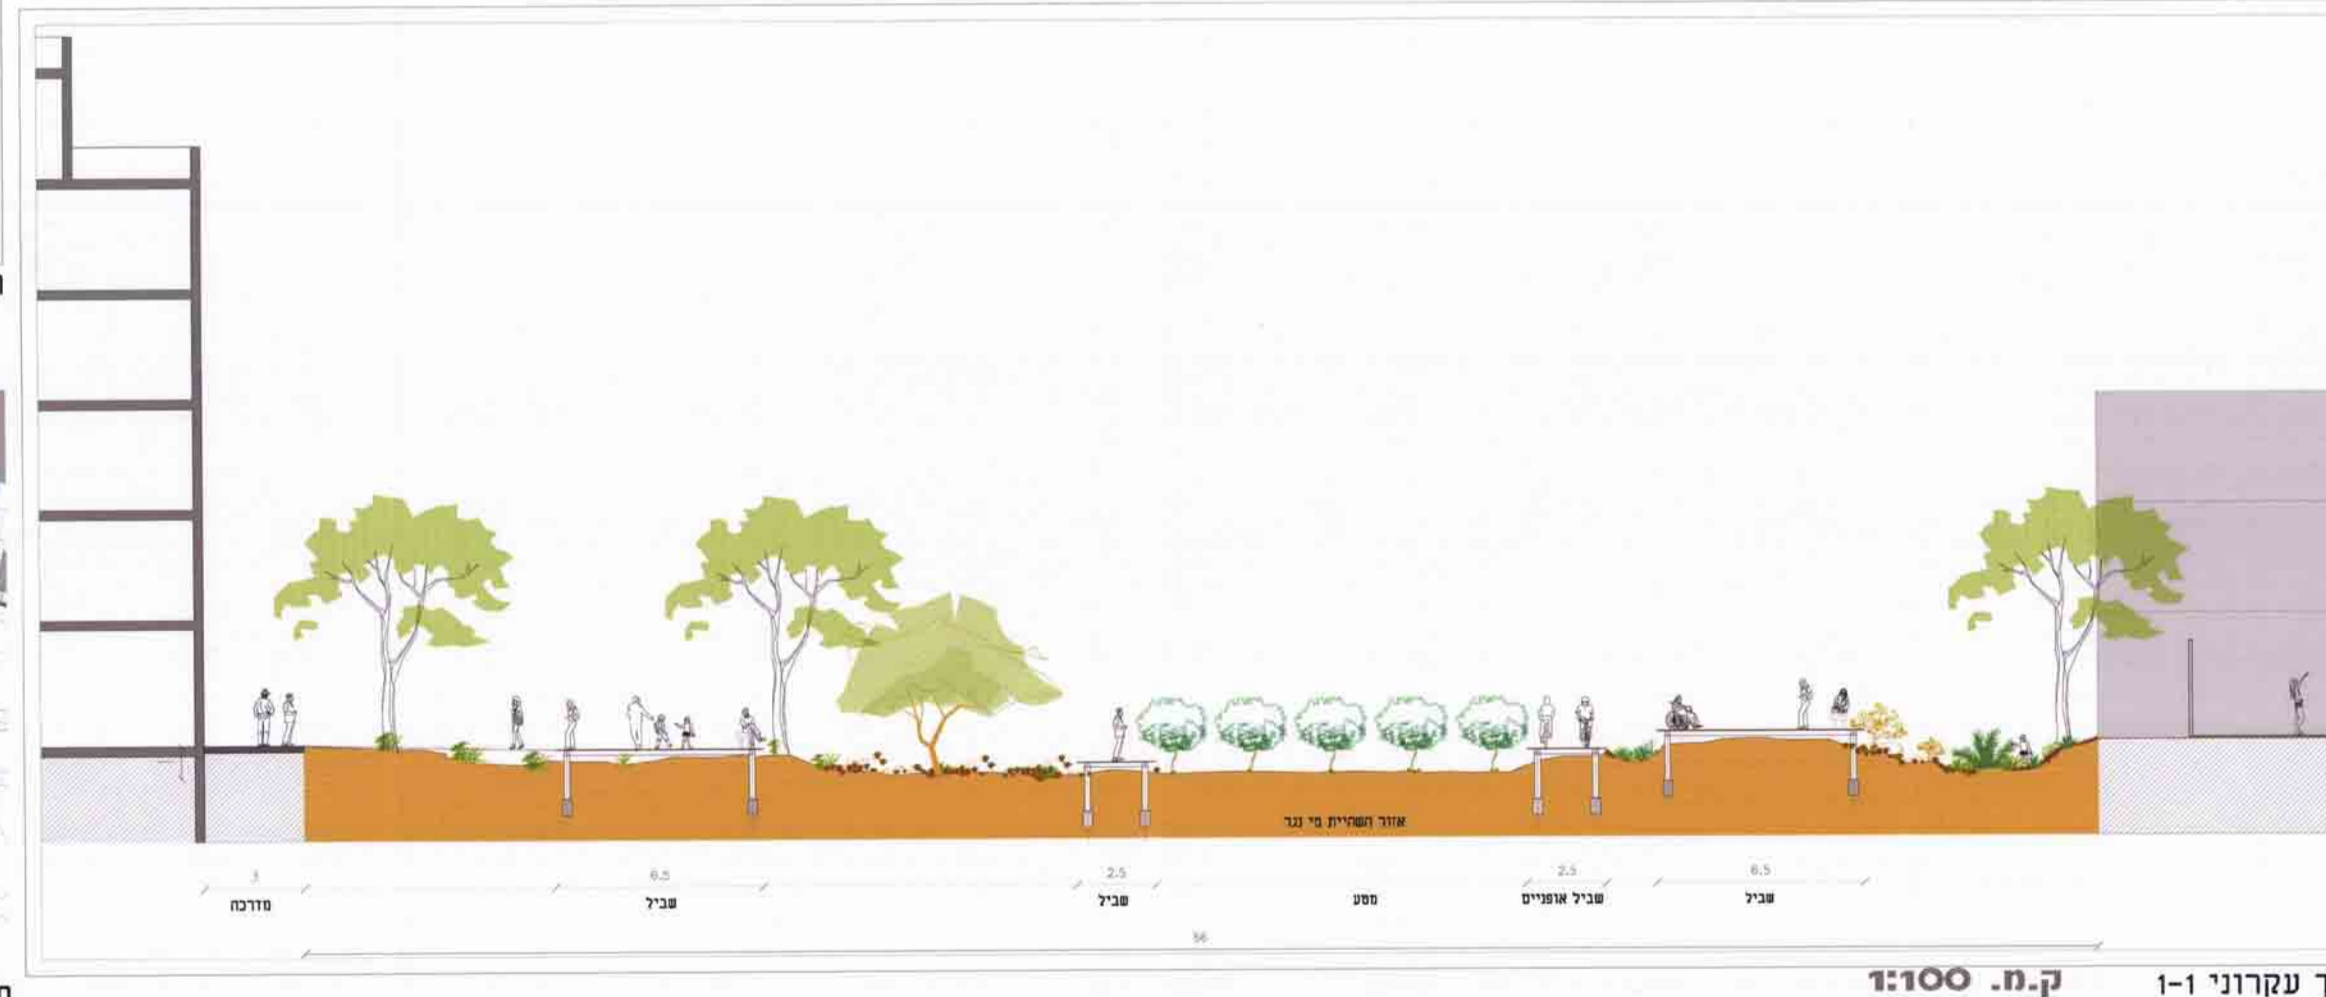 אזור השהיית מי נגר
3
6.5
2.5
2.5
6.5
מדרכה
שביל
שביל
מטע
שביל אופניים
שביל
56
עקרוני 1-1
ק.מ. 1:100